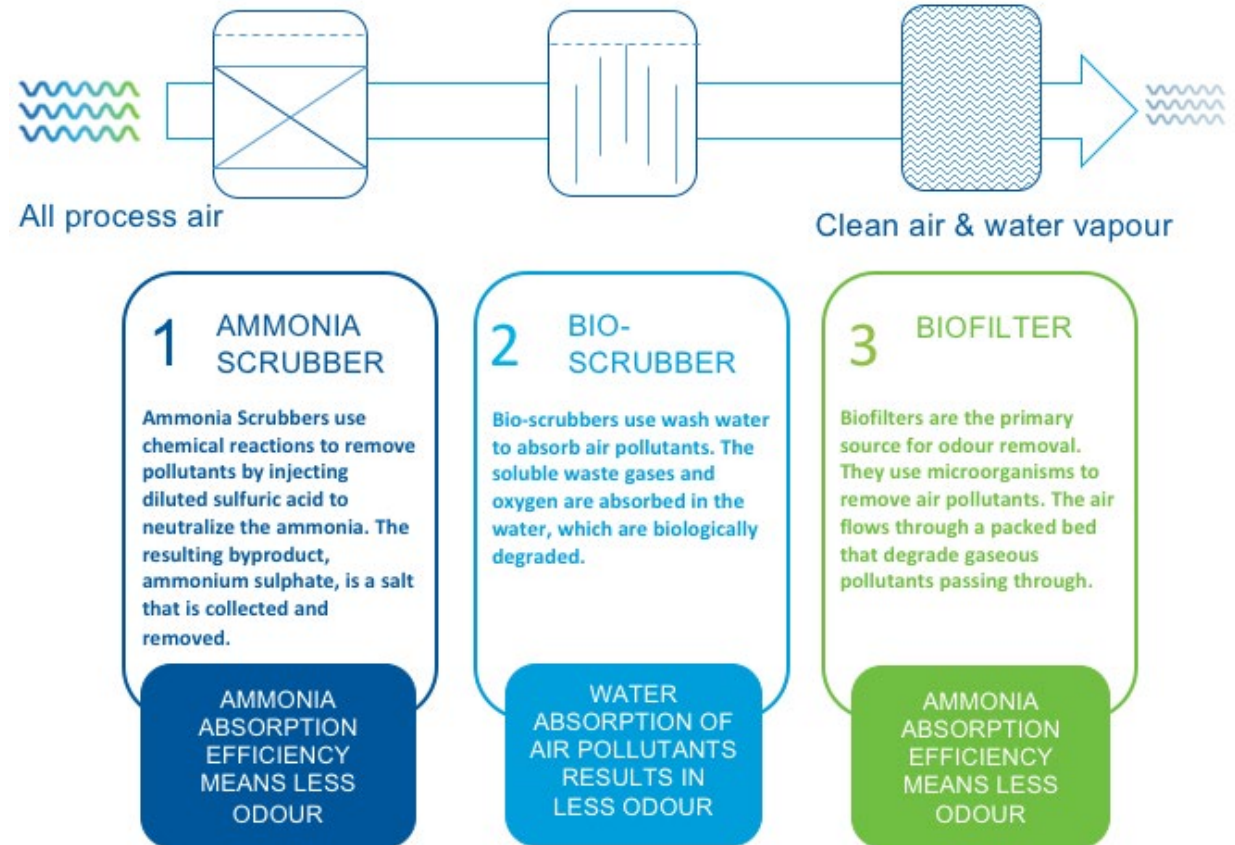 All process air
Clean air & water vapour
1
AMMONIA
SCRUBBER
Ammonia Scrubbers use
chemical reactions to remove
pollutants by injecting
diluted sulfuric acid to
neutralize the ammonia. The
resulting byproduct,
ammonium sulphate, is a salt
that is collected and
removed.
AMMONIA
ABSORPTION
EFFICIENCY
MEANS LESS
ODOUR
2
BIO-
SCRUBBER
Bio-scrubbers use wash water
to absorb air pollutants. The
soluble waste gases and
oxygen are absorbed in the
water, which are biologically
degraded.
WATER
ABSORPTION OF
AIR POLLUTANTS
RESULTS IN
LESS ODOUR
3
BIOFILTER
Biofilters are the primary
source for odour removal.
They use microorganisms to
remove air pollutants. The air
flows through a packed bed
that degrade gaseous
pollutants passing through.
AMMONIA
ABSORPTION
EFFICIENCY
MEANS LESS
ODOUR